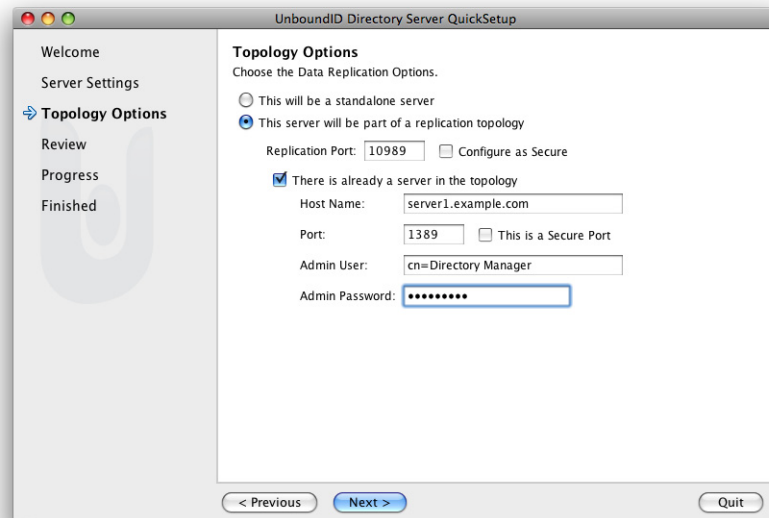 UnboundID Directory Server QuickSetup
Welcome
Server Settings
Topology Options
Review
Progress
Finished
Topology Options
Choose the Data Replication Options.
This will be a standalone server
This server will be part of a replication topology
Replication Port: 10989 Configure as Secure
There is already a server in the topology
Host Name: server1.example.com
Port: 1389 This is a Secure Port
Admin User: cn=Directory Manager
Admin Password: •••••••••
< Previous Next > Quit